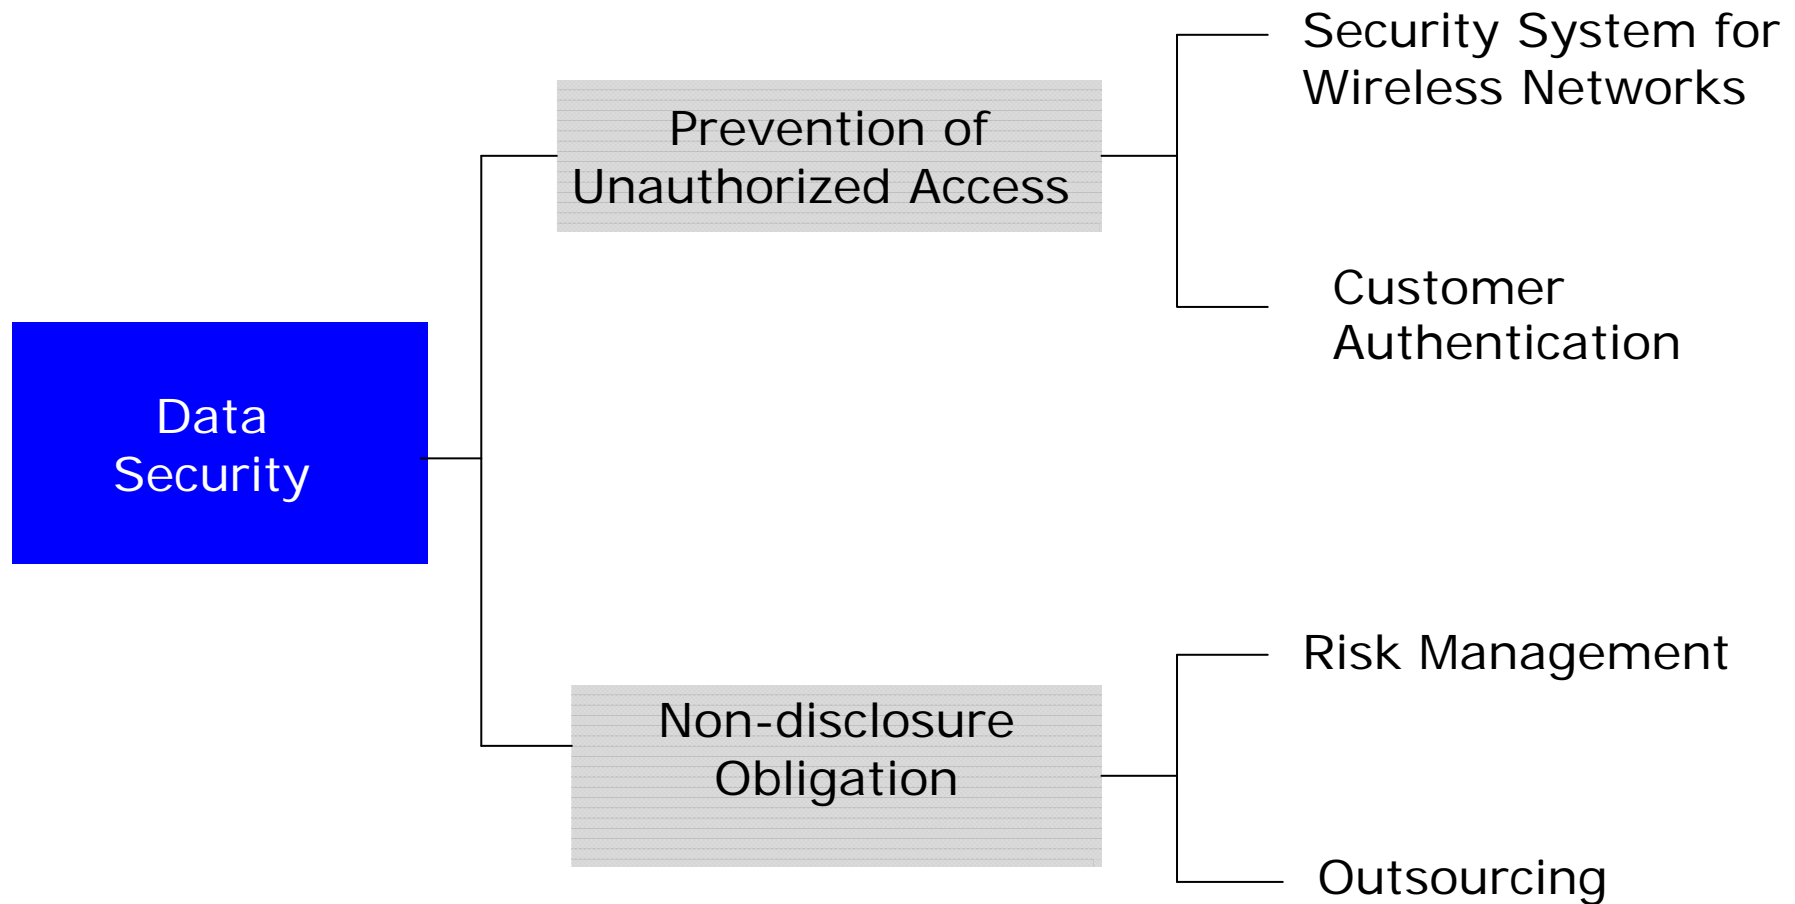 Security System for
Wireless Networks
Prevention of
Unauthorized Access
Customer
Authentication
Data
Security
Risk Management
Non-disclosure
Obligation
Outsourcing